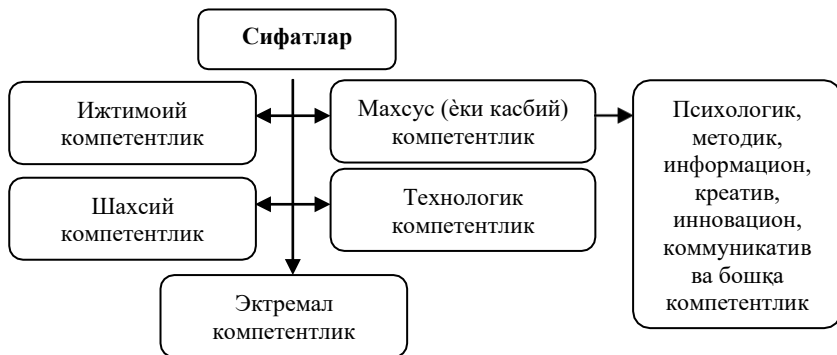 Сифатлар
Ижтимоий
компетентлик
Махсус (ѐки касбий)
компетентлик
Психологик,
методик,
информацион,
креатив,
инновацион,
коммуникатив
ва бошқа
компетентлик
Шахсий
компетентлик
Технологик
компетентлик
Эктремал
компетентлик